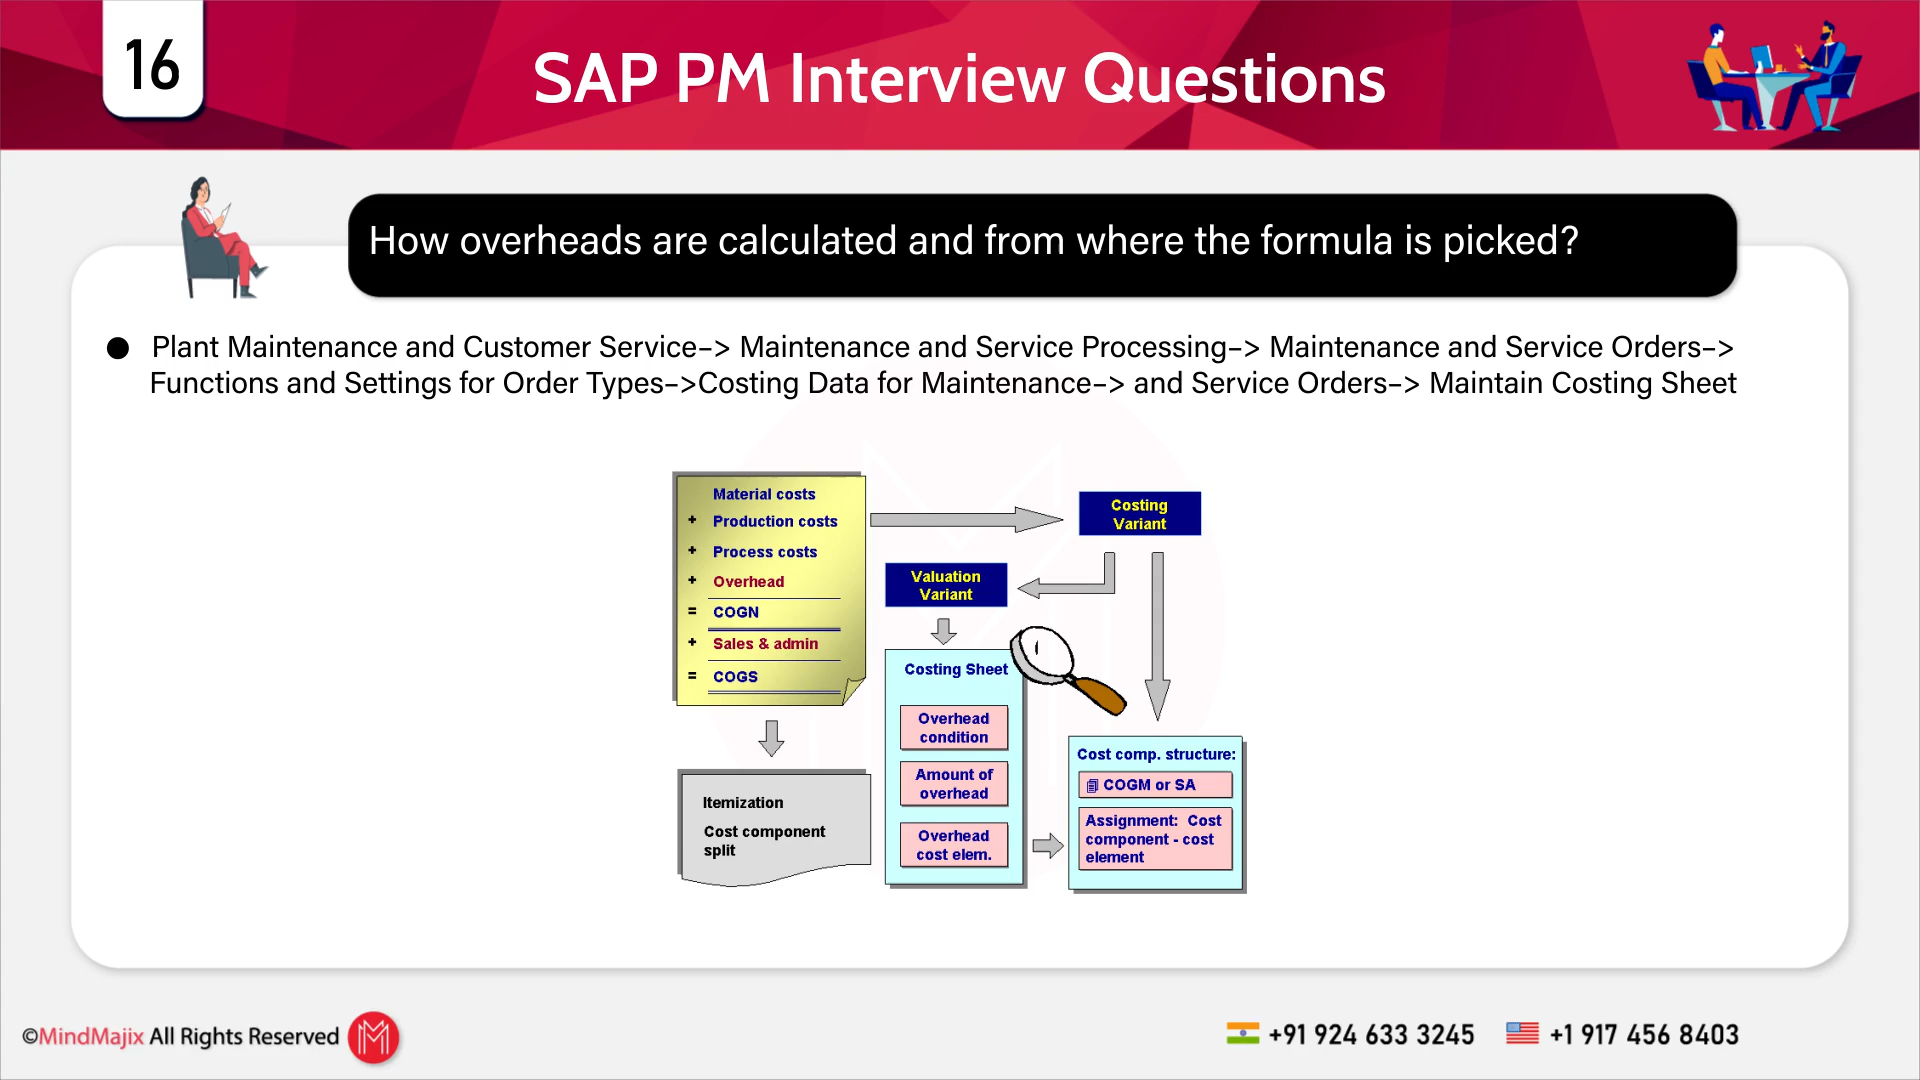 16
SAP PM Interview Questions
How overheads are calculated and from where the formula is picked?
● Plant Maintenance and Customer Service–> Maintenance and Service Processing–> Maintenance and Service Orders–>
Functions and Settings for Order Types–>Costing Data for Maintenance–> and Service Orders–> Maintain Costing Sheet
Material costs
+ Production costs
+ Process costs
+ Overhead
= COGN
+ Sales & admin
= COGS
Itemization
Cost component
split
Costing
Variant
Valuation
Variant
Costing Sheet
Overhead
condition
Amount of
overhead
Overhead
cost elem.
Cost comp. structure:
COGM or SA
Assignment: Cost
component - cost
element
©MindMajix All Rights Reserved
+91 924 633 3245
+1 917 456 8403